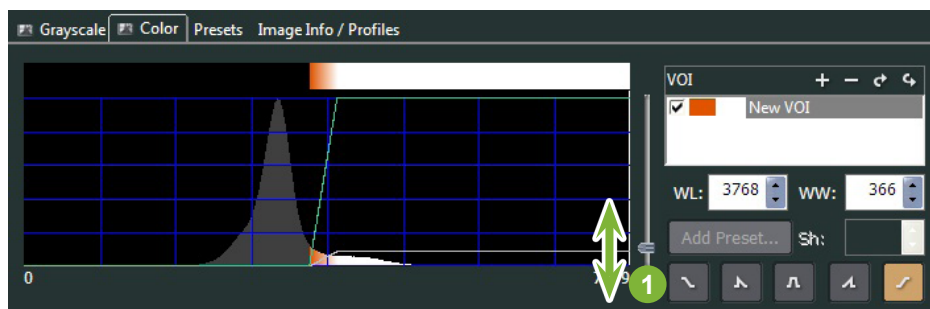 Grayscale Color Presets Image Info / Profiles
VOI + −
New VOI
WL: 3768 WW: 366
Add Preset... Sh:
0
1